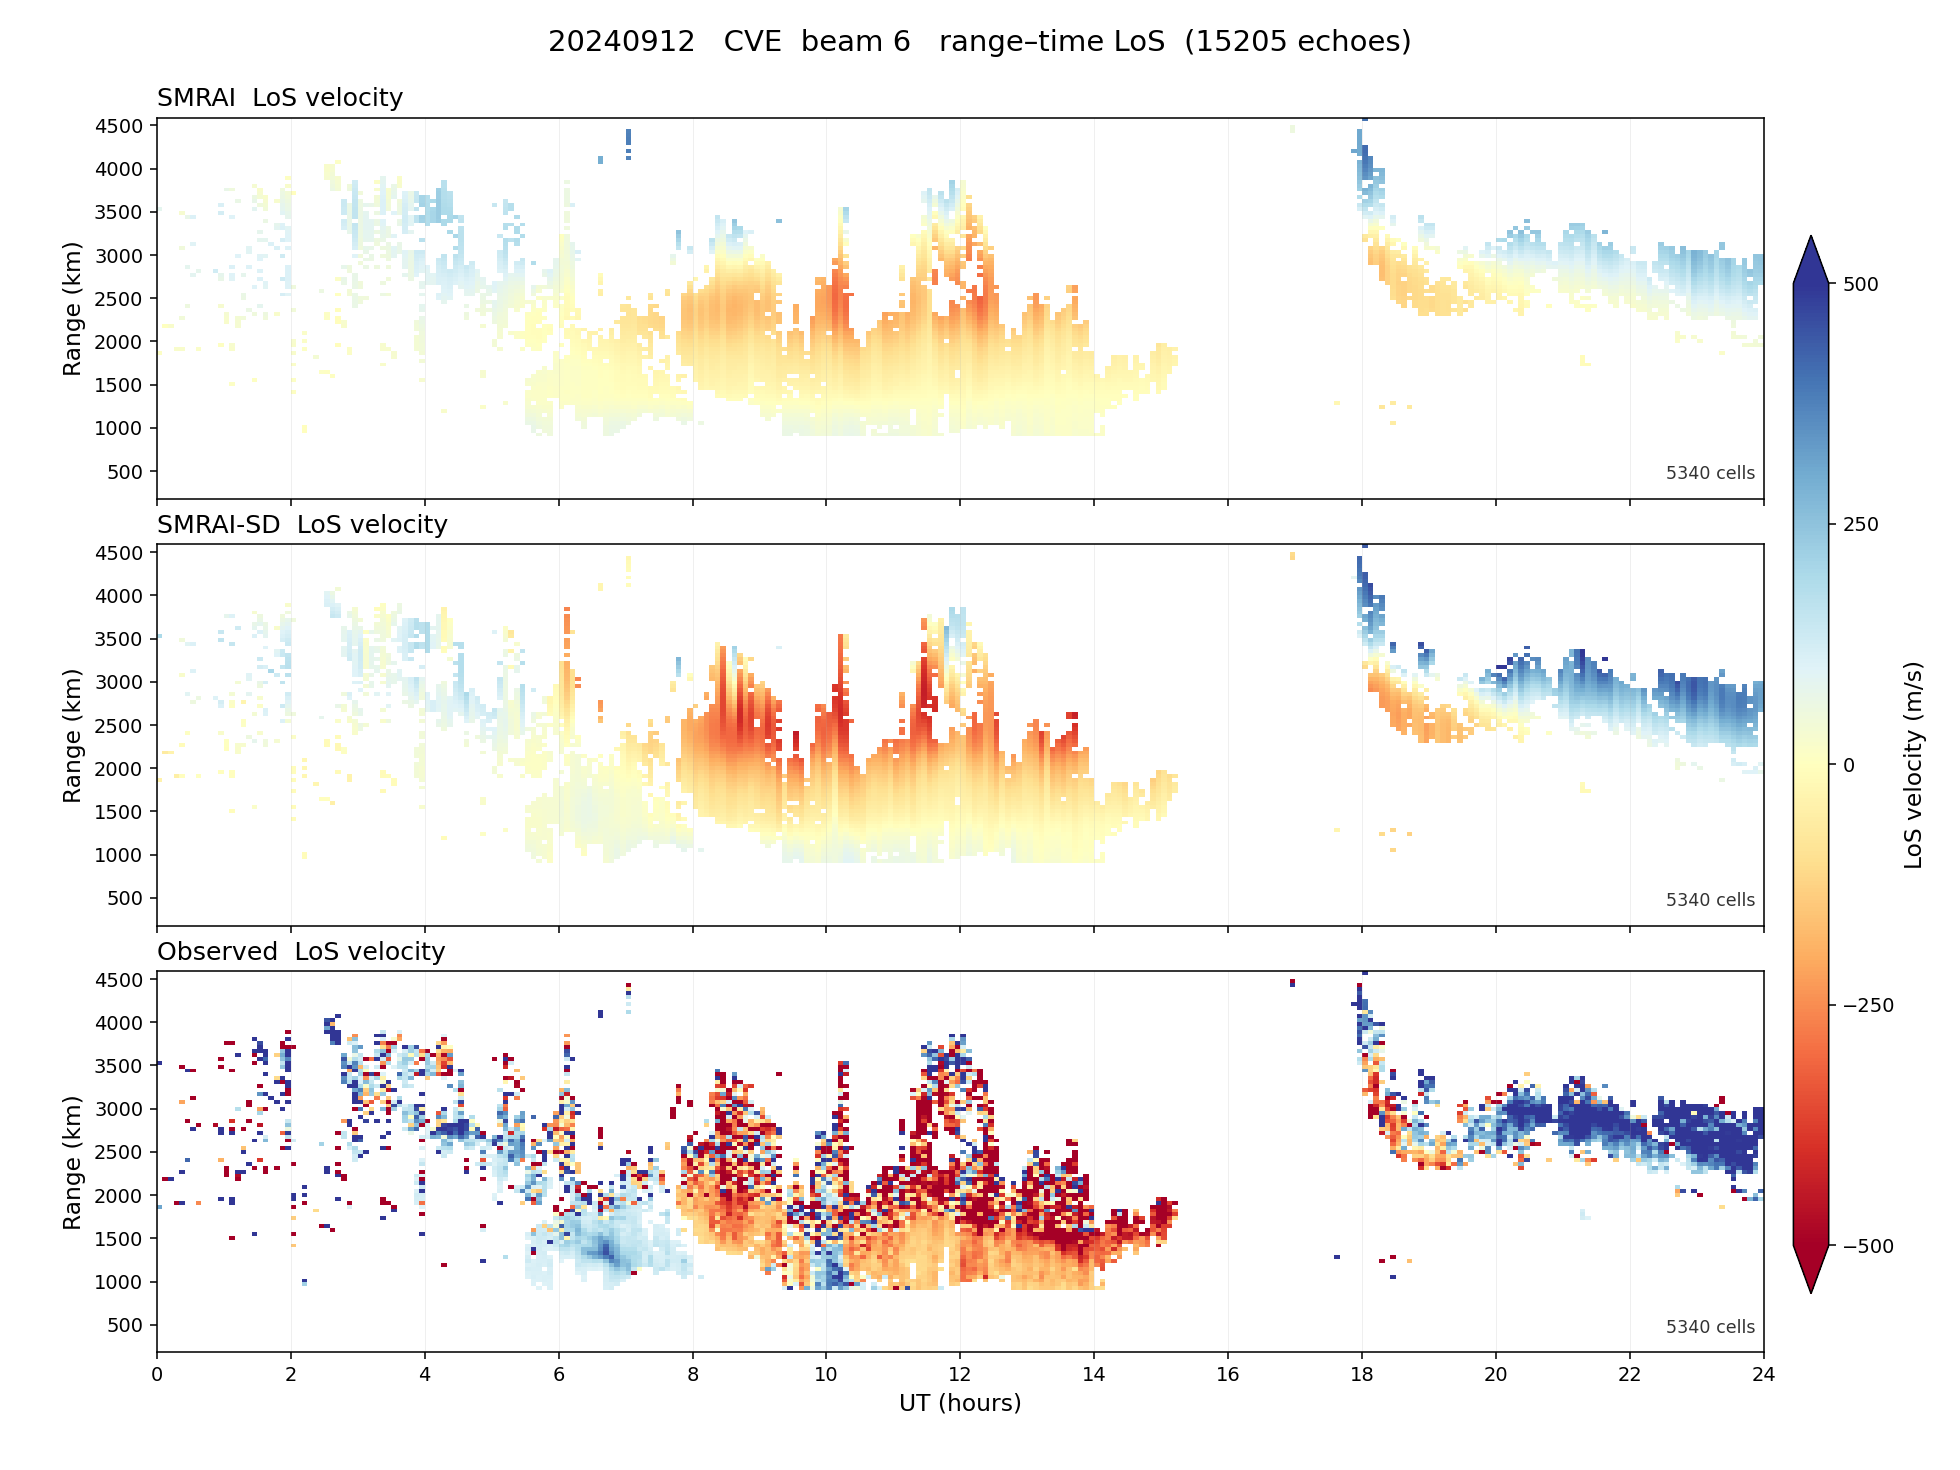 20240912   CVE  beam 6   range–time LoS  (15205 echoes)
SMRAI  LoS velocity
4500
4000
3500
3000
2500
2000
1500
1000
500
Range (km)
5340 cells
SMRAI-SD  LoS velocity
4500
4000
3500
3000
2500
2000
1500
1000
500
Range (km)
5340 cells
Observed  LoS velocity
4500
4000
3500
3000
2500
2000
1500
1000
500
Range (km)
5340 cells
0 2 4 6 8 10 12 14 16 18 20 22 24
UT (hours)
500
250
0
−250
−500
LoS velocity (m/s)